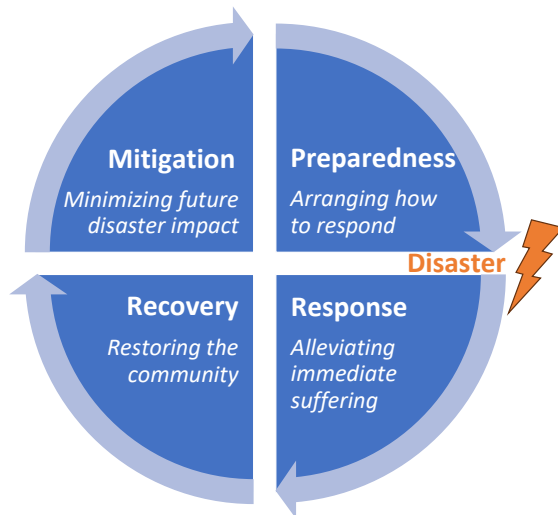 Mitigation
Minimizing future
disaster impact
Preparedness
Arranging how
to respond
Disaster
Recovery
Restoring the
community
Response
Alleviating
immediate
suffering